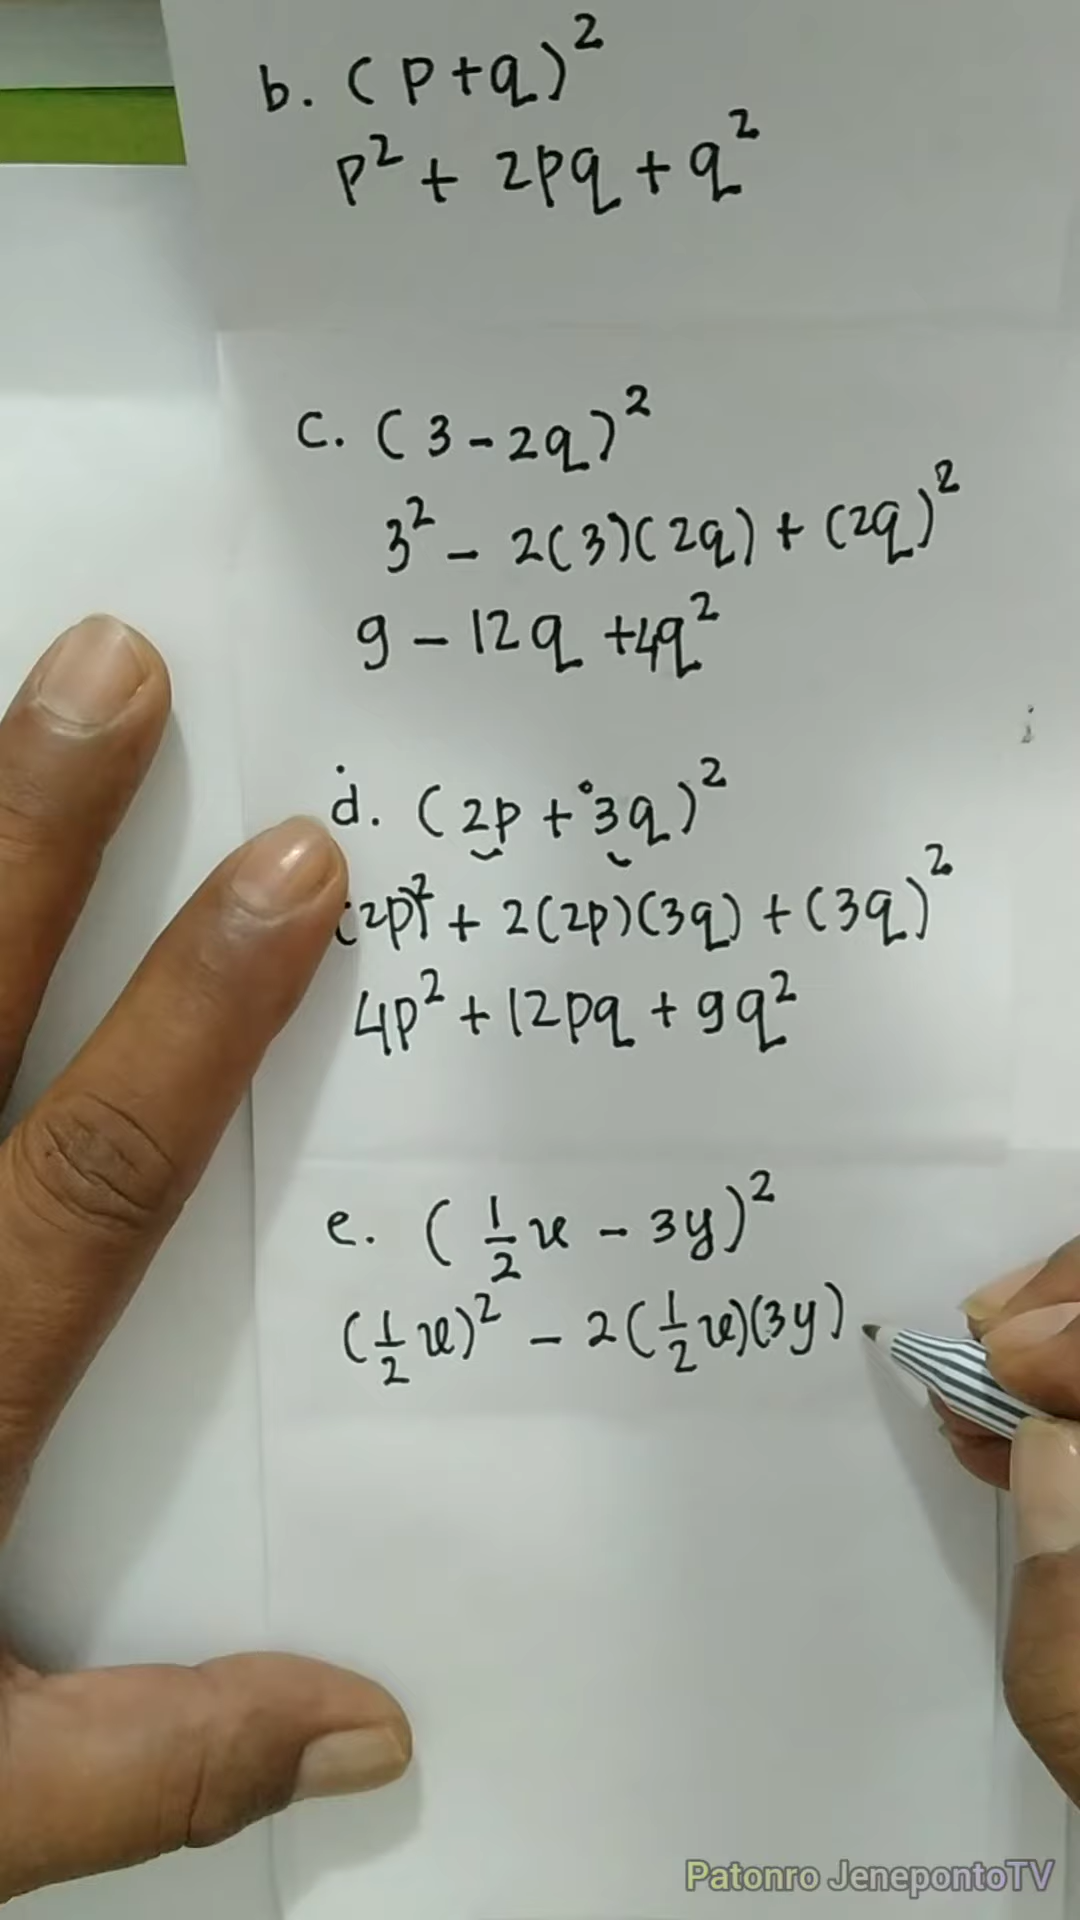 b. (p+q)²
p² + 2pq + q²
c. (3-2q)²
3² - 2(3)(2q) + (2q)²
9 - 12q +4q²
d. (2p + 3q)²
(2p)² + 2(2p)(3q) + (3q)²
4p² + 12pq + 9q²
e. (½x - 3y)²
(½x)² - 2(½x)(3y)
Patonro JenepontoTV